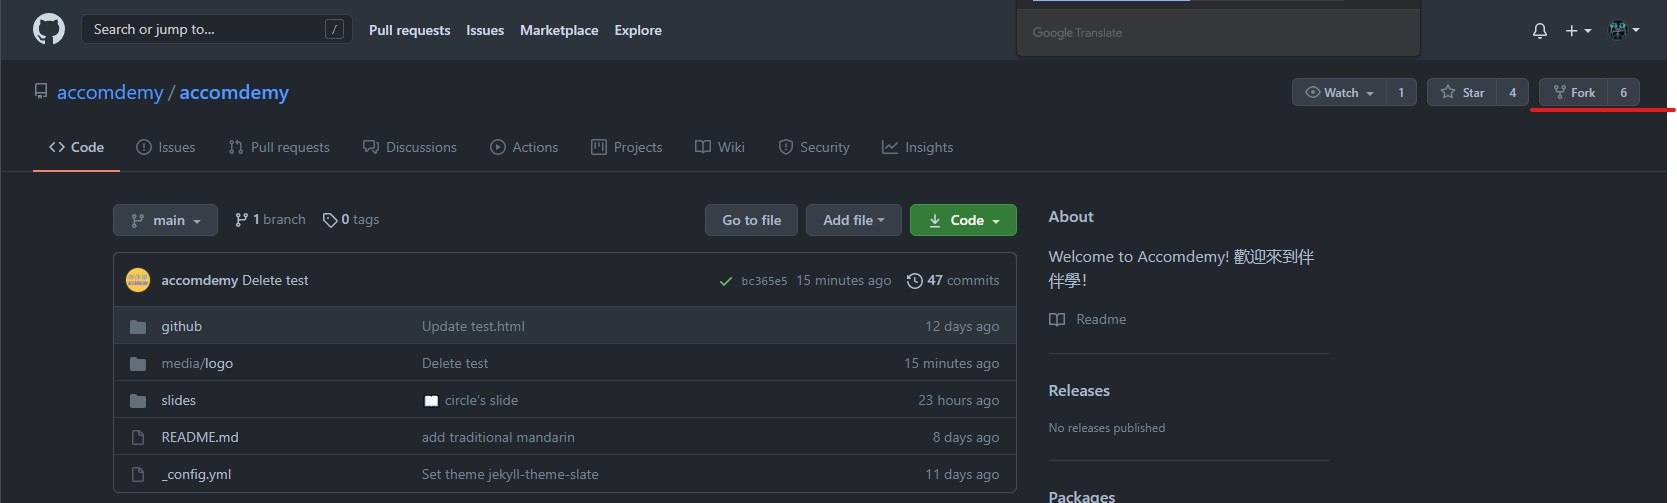 Search or jump to... / Pull requests Issues Marketplace Explore
Google Translate
accomdemy / accomdemy
Watch 1 Star 4 Fork 6
Code Issues Pull requests Discussions Actions Projects Wiki Security Insights
main 1 branch 0 tags Go to file Add file Code
accomdemy Delete test bc365e5 15 minutes ago 47 commits
github Update test.html 12 days ago
media/logo Delete test 15 minutes ago
slides 📖 circle's slide 23 hours ago
README.md add traditional mandarin 8 days ago
_config.yml Set theme jekyll-theme-slate 11 days ago
About
Welcome to Accomdemy! 歡迎來到伴
伴學!
Readme
Releases
No releases published
Packages